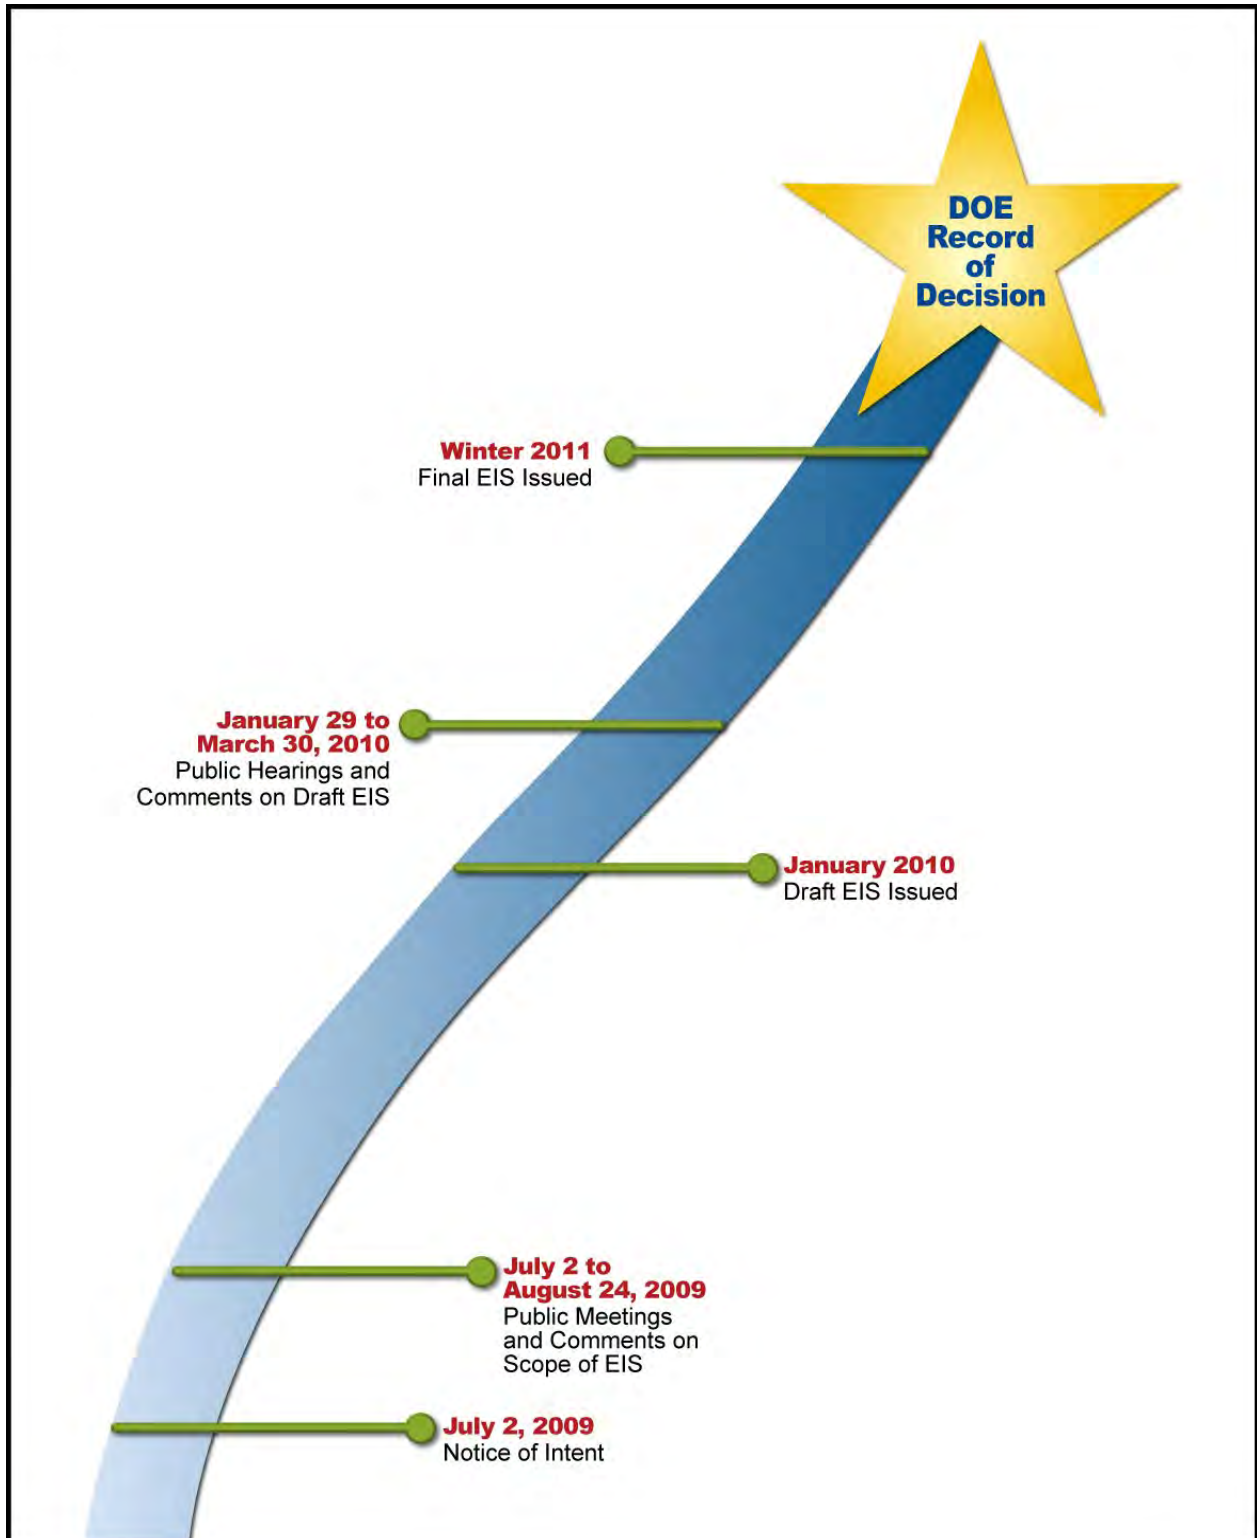 DOE
Record
of
Decision
Winter 2011
Final EIS Issued
January 29 to
March 30, 2010
Public Hearings and
Comments on Draft EIS
January 2010
Draft EIS Issued
July 2 to
August 24, 2009
Public Meetings
and Comments on
Scope of EIS
July 2, 2009
Notice of Intent